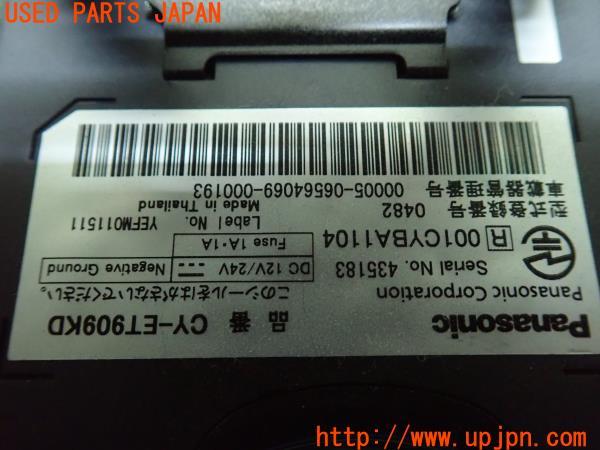 USED PARTS JAPAN
Panasonic 品番 CY-ET909KD
Panasonic Corporation このシールをはがさないでください。
Serial No. 435183 DC 12V/24V Negative Ground
R 001CYBA1104 Fuse 1A・1A
型式登録番号 0482 Label No. YEFM011511
車載器管理番号 00005-06564069-000193 Made in Thailand
UPJ www.upjpn.com